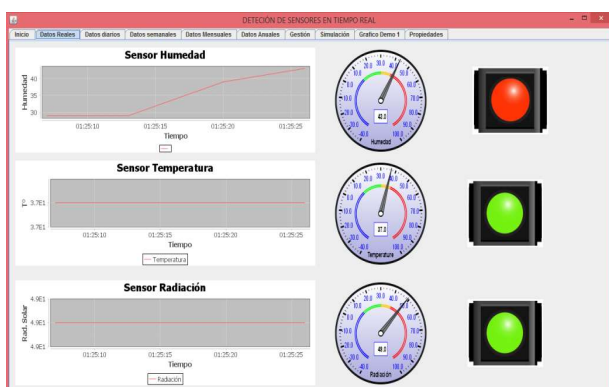 DETECIÓN DE SENSORES EN TIEMPO REAL
Inicio Datos Reales Datos diarios Datos semanales Datos Mensuales Datos Anuales Gestión Simulación Grafico Demo 1 Propiedades
Sensor Humedad
Humedad
40
35
30
01:25:10 01:25:15 01:25:20 01:25:25
Tiempo
Humedad
Sensor Temperatura
Tº
3.7E1
3.7E1
01:25:10 01:25:15 01:25:20 01:25:25
Tiempo
Temperatura
37.0
Temperature
Sensor Radiación
Rad. Solar
4.9E1
4.9E1
4.9E1
01:25:10 01:25:15 01:25:20 01:25:25
Tiempo
Radiación
Radiación